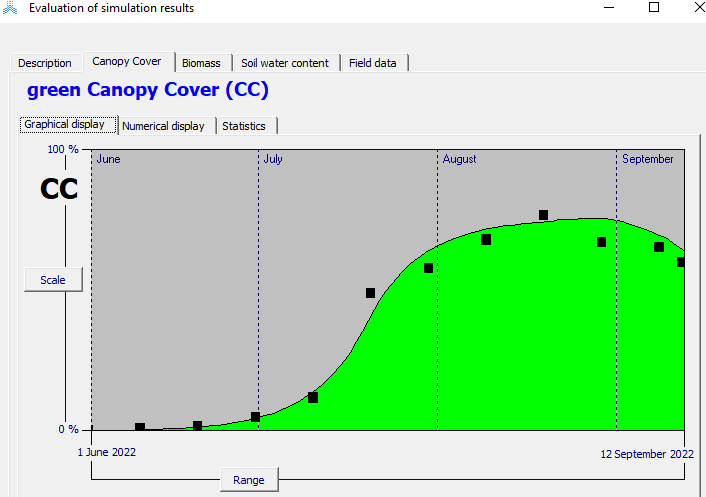 Evaluation of simulation results
Description Canopy Cover Biomass Soil water content Field data
green Canopy Cover (CC)
Graphical display Numerical display Statistics
100 % June July August September
CC
Scale
0 %
1 June 2022 12 September 2022
Range